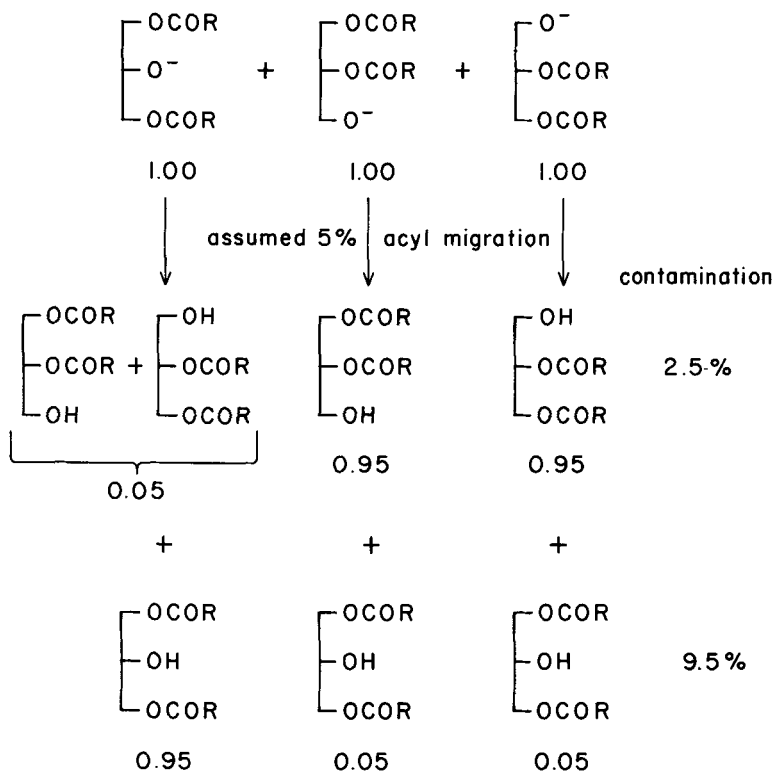 OCOR OCOR O⁻
O⁻ + OCOR + OCOR
OCOR O⁻ OCOR
1.00 1.00 1.00
assumed 5% acyl migration
contamination
OCOR OH OCOR OH
OCOR + OCOR OCOR OCOR 2.5-%
OH OCOR OH OCOR
0.95 0.95
0.05
+ + +
OCOR OCOR OCOR
OH OH OH 9.5%
OCOR OCOR OCOR
0.95 0.05 0.05